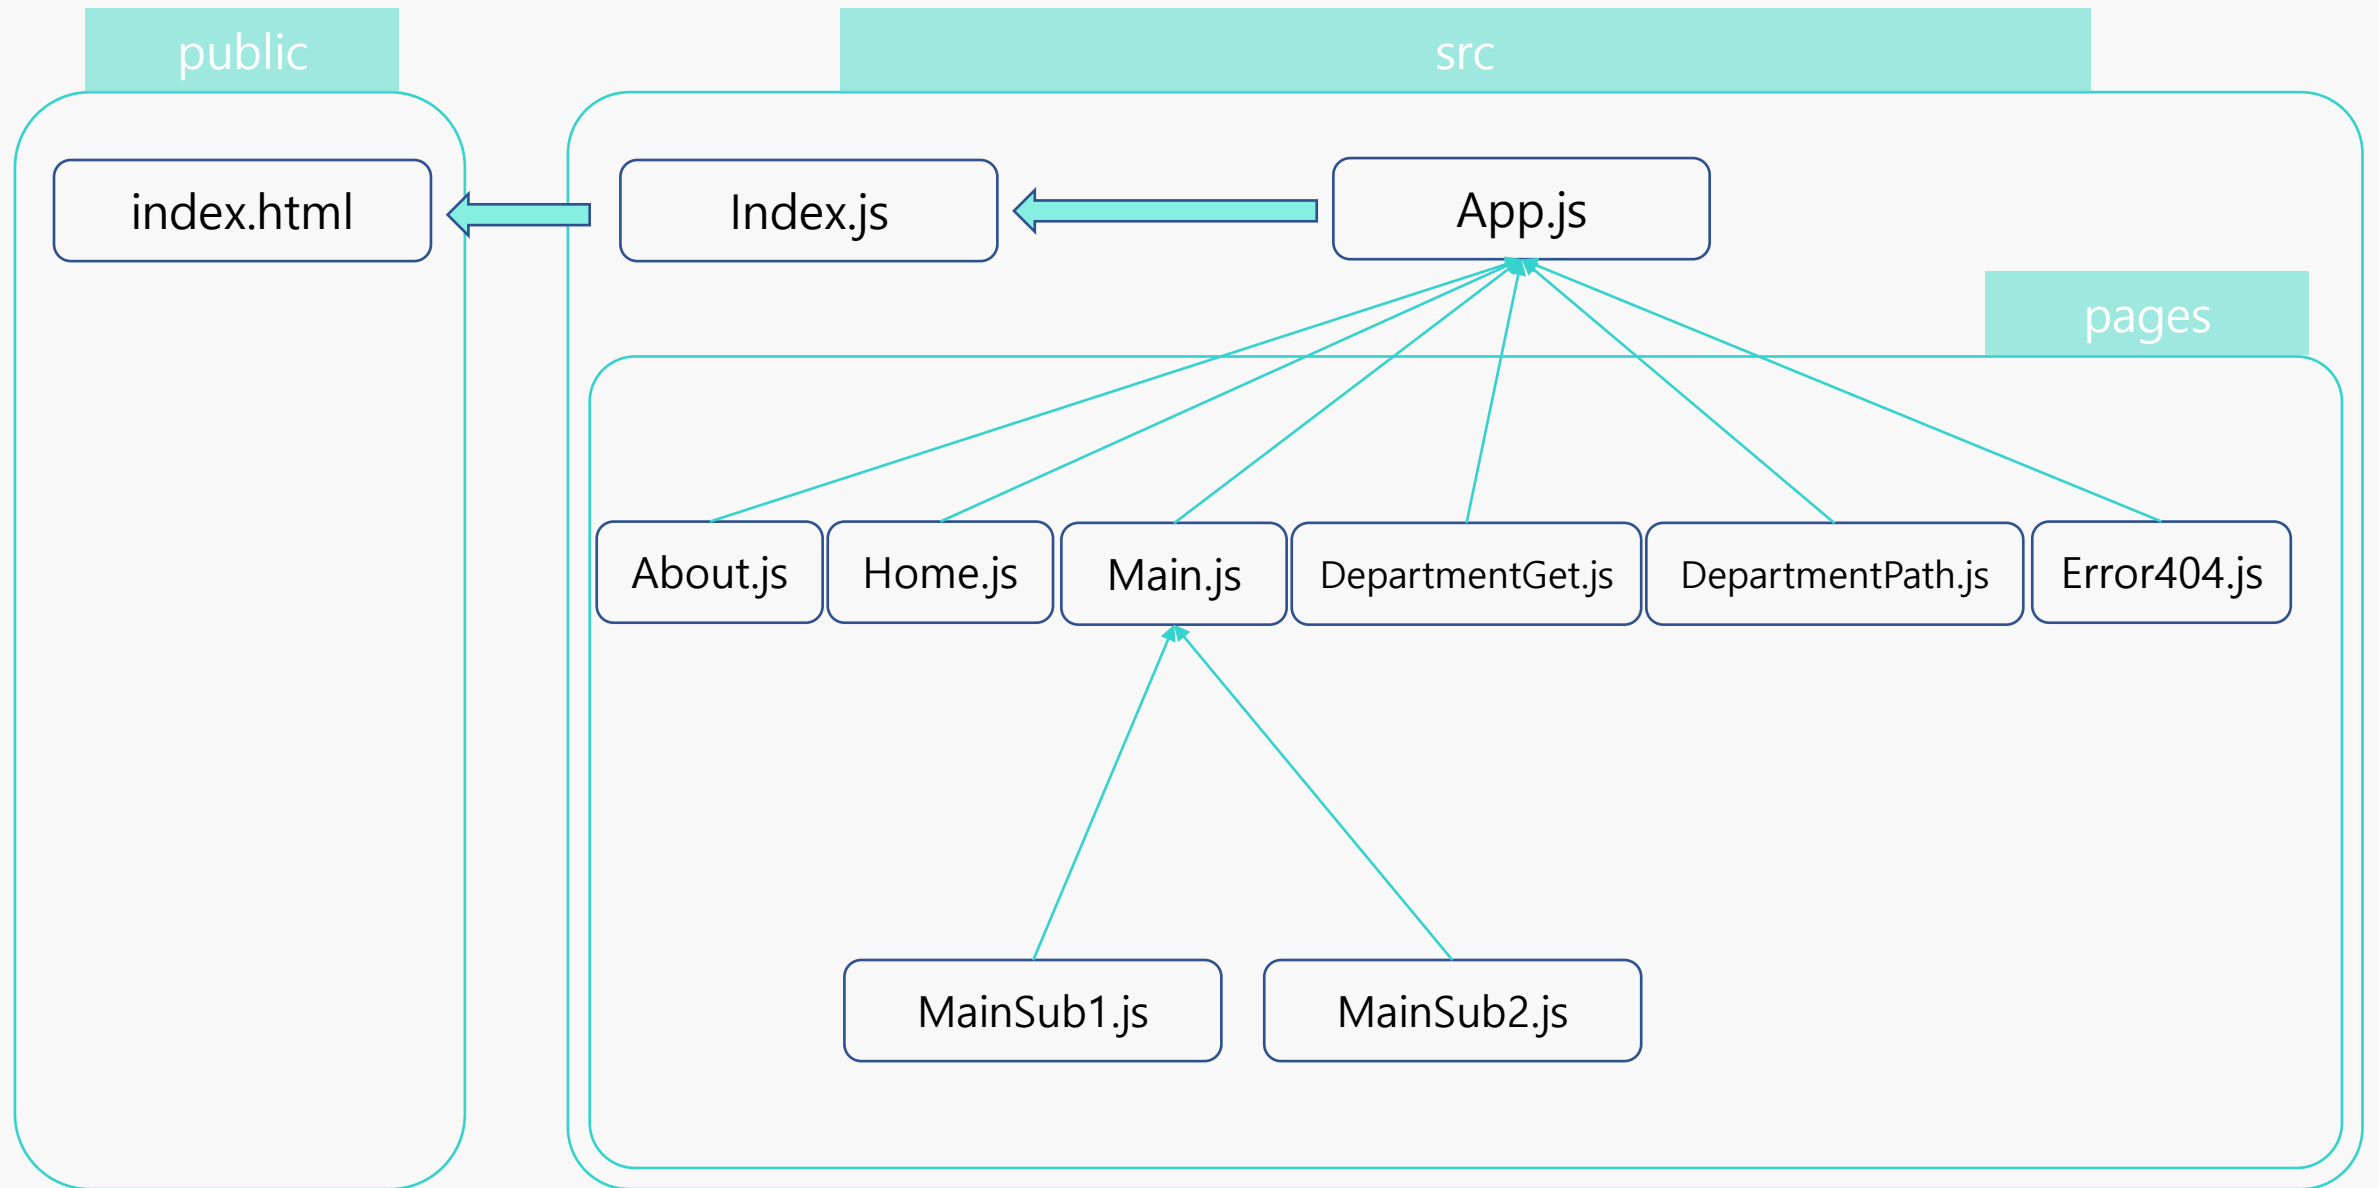 public
src
index.html
Index.js
App.js
pages
About.js
Home.js
Main.js
DepartmentGet.js
DepartmentPath.js
Error404.js
MainSub1.js
MainSub2.js